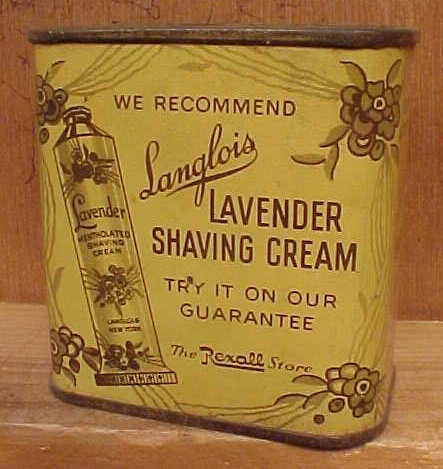 WE RECOMMEND
Langlois
LAVENDER
SHAVING CREAM
TRY IT ON OUR
GUARANTEE
The Rexall Store
Lavender
MENTHOLATED
SHAVING
CREAM
LANGLOIS
NEW YORK